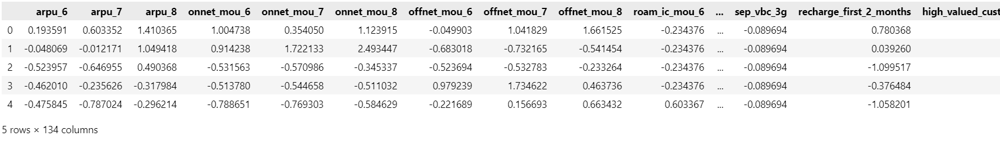 arpu_6 arpu_7 arpu_8 onnet_mou_6 onnet_mou_7 onnet_mou_8 offnet_mou_6 offnet_mou_7 offnet_mou_8 roam_ic_mou_6 ... sep_vbc_3g recharge_first_2_months high_valued_cust
0 0.193591 0.603352 1.410365 1.004738 0.354050 1.123915 -0.049903 1.041829 1.661525 -0.234376 ... -0.089694 0.780368
1 -0.048069 -0.012171 1.049418 0.914238 1.722133 2.493447 -0.683018 -0.732165 -0.541454 -0.234376 ... -0.089694 0.039260
2 -0.523957 -0.646955 0.490368 -0.531563 -0.570986 -0.345337 -0.523694 -0.532783 -0.233264 -0.234376 ... -0.089694 -1.099517
3 -0.462010 -0.235626 -0.317984 -0.513780 -0.544658 -0.511032 0.979239 1.734622 0.463736 -0.234376 ... -0.089694 -0.376484
4 -0.475845 -0.787024 -0.296214 -0.788651 -0.769303 -0.584629 -0.221689 0.156693 0.663432 0.603367 ... -0.089694 -1.058201
5 rows × 134 columns